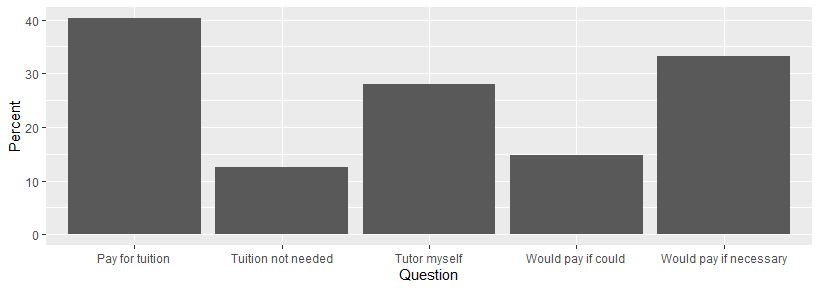 Percent
40
30
20
10
0
Pay for tuition
Tuition not needed
Tutor myself
Would pay if could
Would pay if necessary
Question